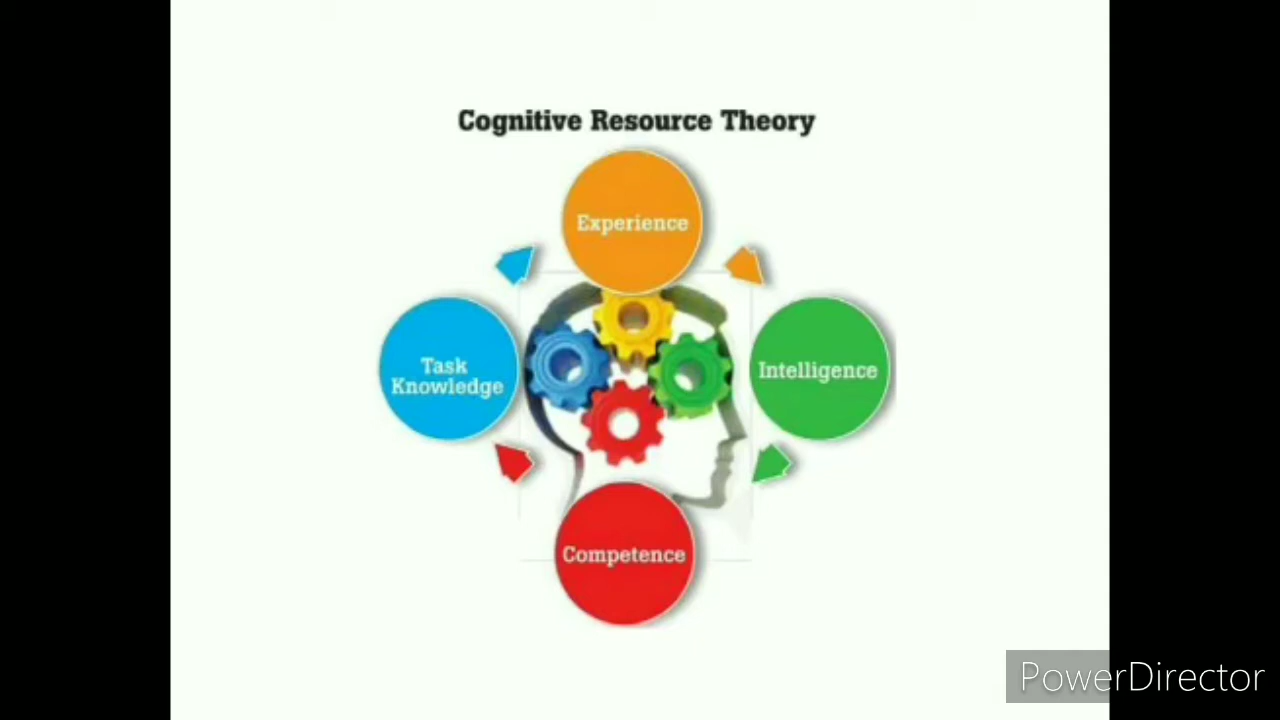 Cognitive Resource Theory
Experience
Task
Knowledge
Intelligence
Competence
PowerDirector